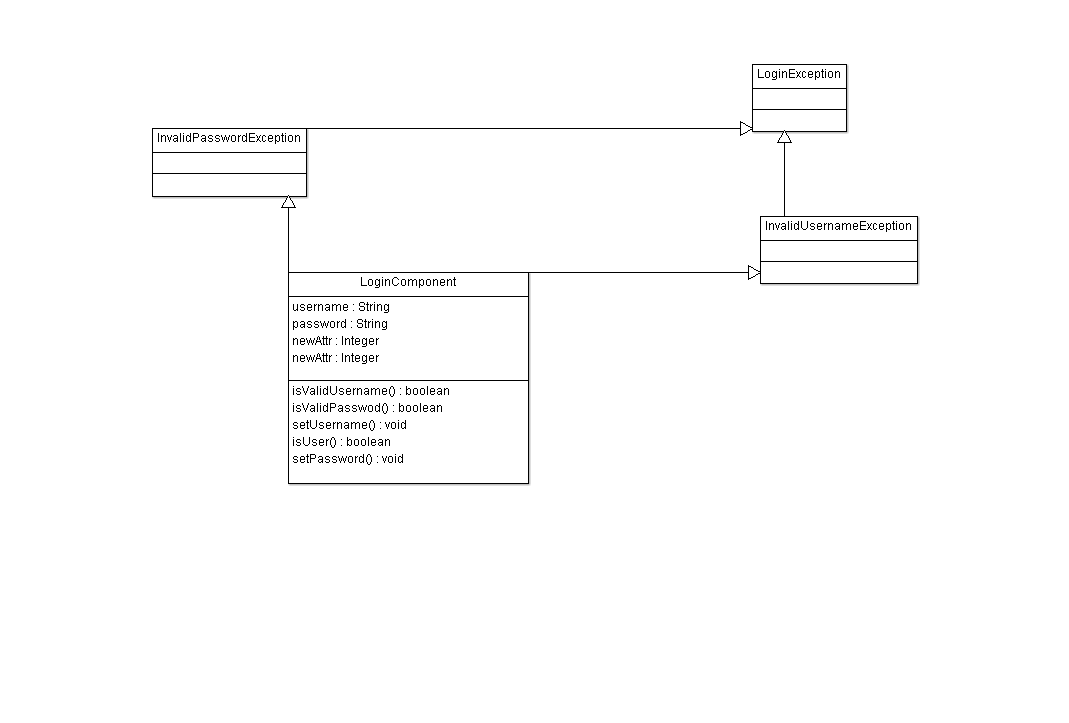 LoginException
InvalidPasswordException
InvalidUsernameException
LoginComponent
username : String
password : String
newAttr : Integer
newAttr : Integer
isValidUsername() : boolean
isValidPasswod() : boolean
setUsername() : void
isUser() : boolean
setPassword() : void